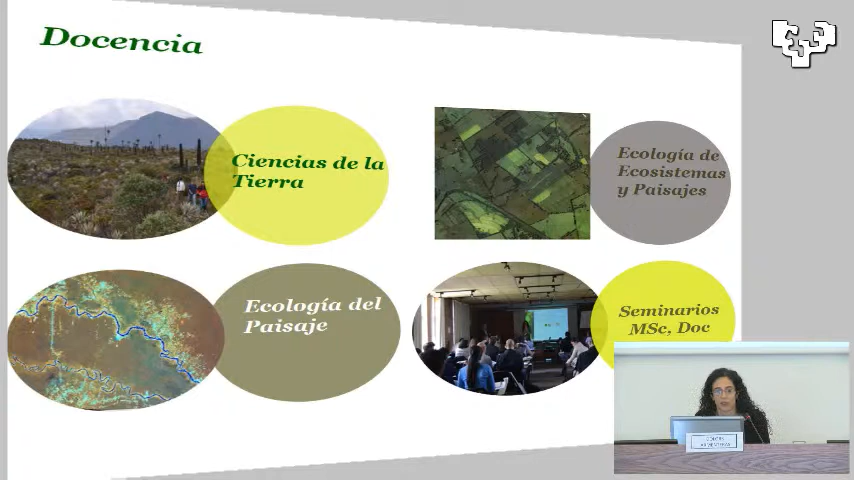 Docencia
Ciencias de la
Tierra
Ecología de
Ecosistemas
y Paisajes
Ecología del
Paisaje
Seminarios
MSc, Doc